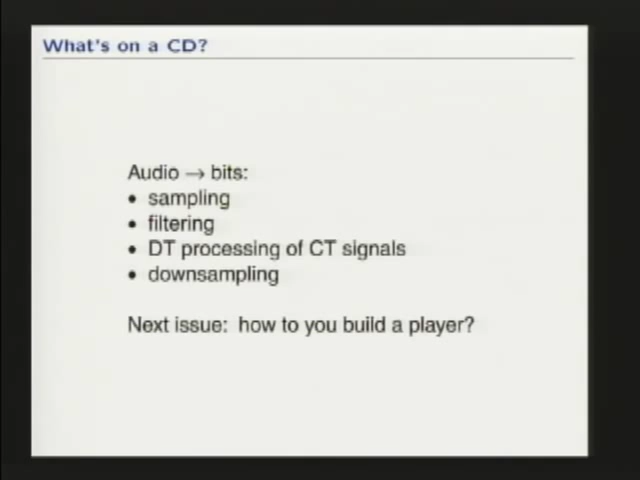 What's on a CD?
Audio → bits:
• sampling
• filtering
• DT processing of CT signals
• downsampling
Next issue: how to you build a player?